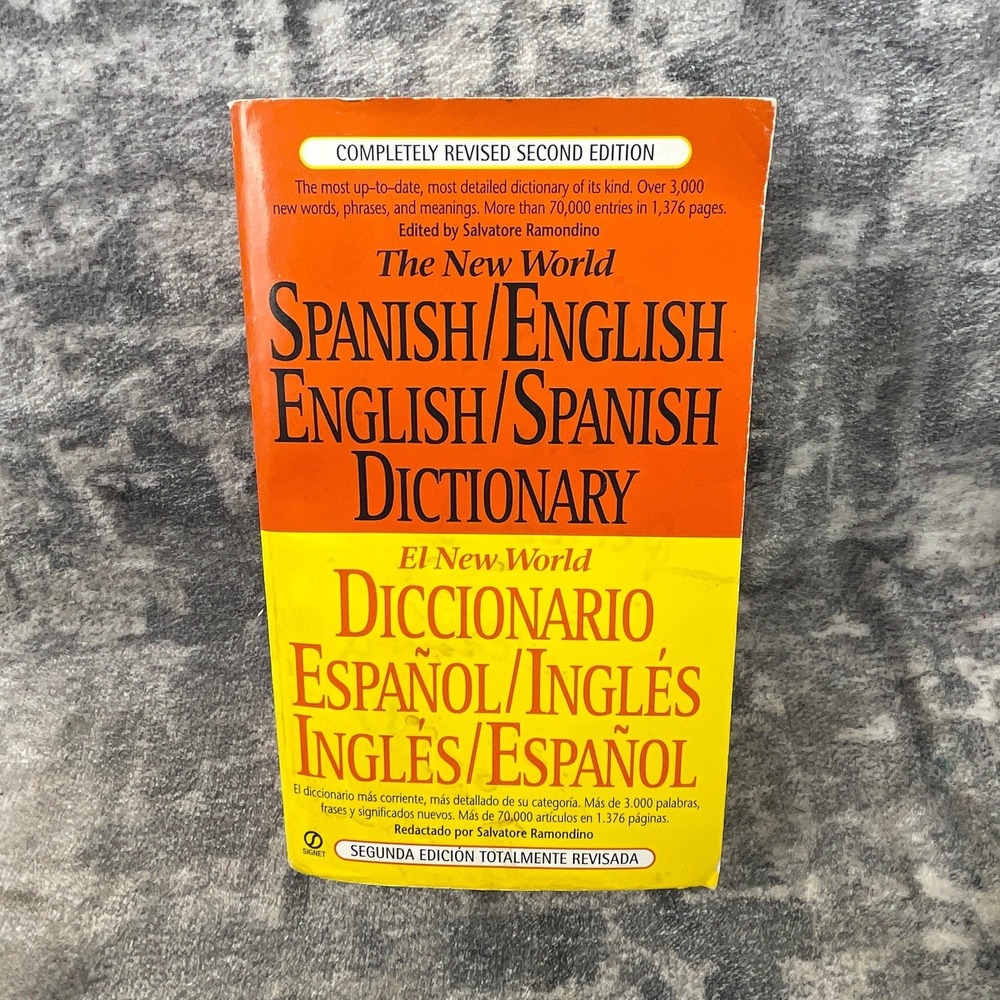 COMPLETELY REVISED SECOND EDITION
The most up-to-date, most detailed dictionary of its kind. Over 3,000
new words, phrases, and meanings. More than 70,000 entries in 1,376 pages.
Edited by Salvatore Ramondino
The New World
SPANISH/ENGLISH
ENGLISH/SPANISH
DICTIONARY
El New World
DICCIONARIO
ESPAÑOL/INGLÉS
INGLÉS/ESPAÑOL
El diccionario más corriente, más detallado de su categoría. Más de 3.000 palabras,
frases y significados nuevos. Más de 70.000 artículos en 1.376 páginas.
Redactado por Salvatore Ramondino
SIGNET
SEGUNDA EDICIÓN TOTALMENTE REVISADA